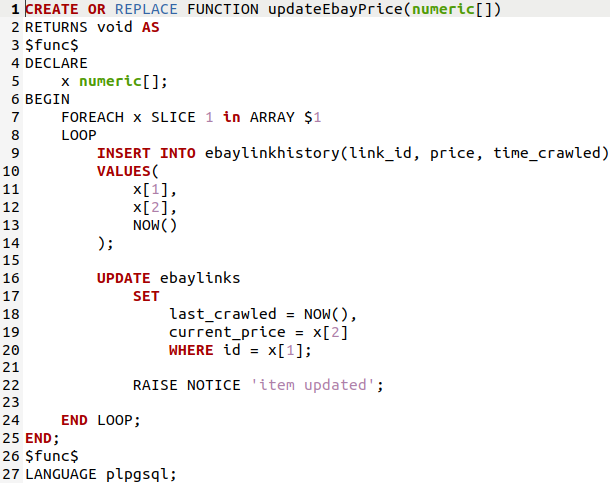 1 CREATE OR REPLACE FUNCTION updateEbayPrice(numeric[])
2 RETURNS void AS
3 $func$
4 DECLARE
5     x numeric[];
6 BEGIN
7     FOREACH x SLICE 1 in ARRAY $1
8     LOOP
9         INSERT INTO ebaylinkhistory(link_id, price, time_crawled)
10         VALUES(
11             x[1],
12             x[2],
13             NOW()
14         );
15
16         UPDATE ebaylinks
17             SET
18                 last_crawled = NOW(),
19                 current_price = x[2]
20                 WHERE id = x[1];
21
22             RAISE NOTICE 'item updated';
23
24     END LOOP;
25 END;
26 $func$
27 LANGUAGE plpgsql;